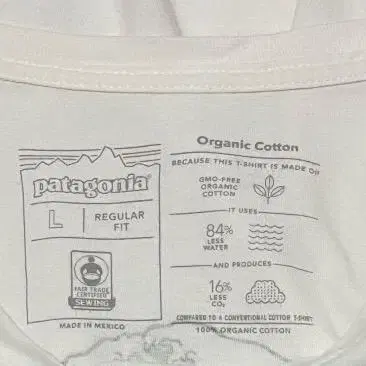 patagonia®
L
REGULAR
FIT
FAIR TRADE
CERTIFIED
SEWING
MADE IN MEXICO
Organic Cotton
BECAUSE THIS T-SHIRT IS MADE OF
GMO-FREE
ORGANIC
COTTON
IT USES
84%
LESS
WATER
AND PRODUCES
16%
LESS
CO₂
COMPARED TO A CONVENTIONAL COTTON T-SHIRT
100% ORGANIC COTTON